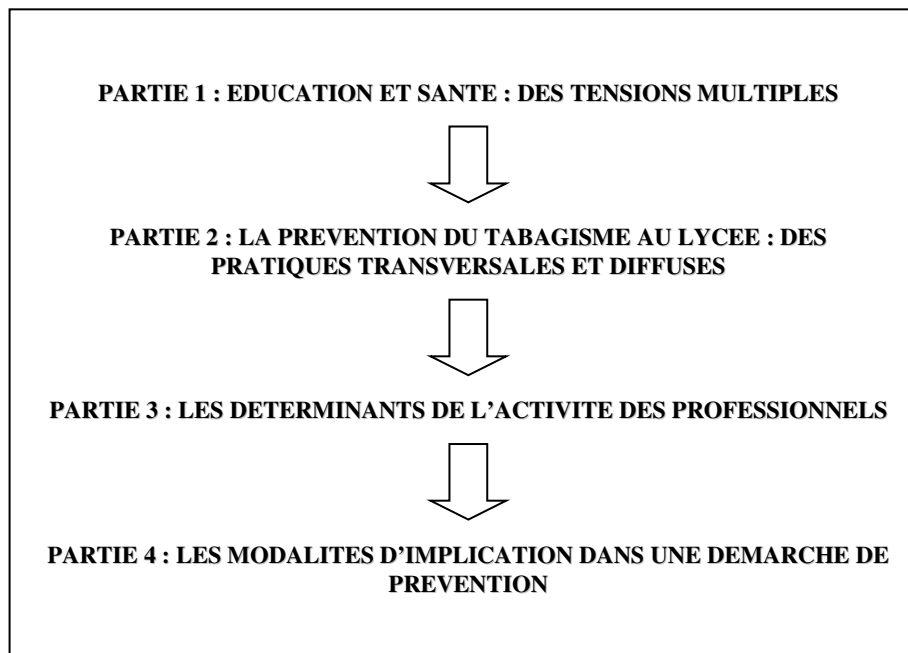 PARTIE 1 : EDUCATION ET SANTE : DES TENSIONS MULTIPLES
PARTIE 2 : LA PREVENTION DU TABAGISME AU LYCEE : DES
PRATIQUES TRANSVERSALES ET DIFFUSES
PARTIE 3 : LES DETERMINANTS DE L’ACTIVITE DES PROFESSIONNELS
PARTIE 4 : LES MODALITES D’IMPLICATION DANS UNE DEMARCHE DE
PREVENTION